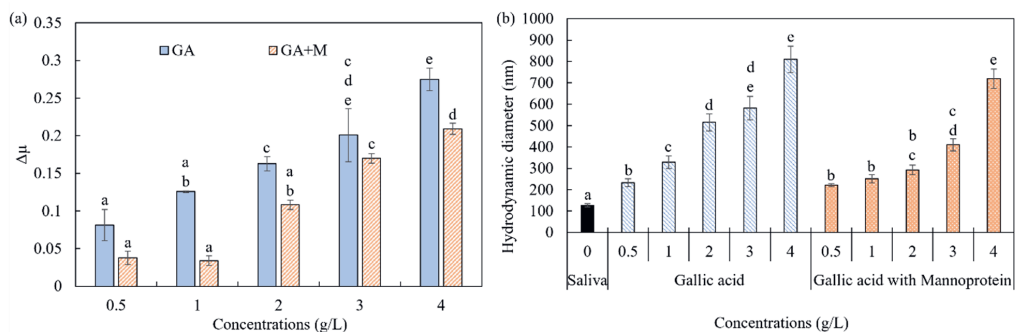 (a)
0.35
0.3
0.25
0.2
0.15
0.1
0.05
0
Δμ
GA
GA+M
a
a
a
b
a
c
a
b
c
d
e
c
e
d
0.5 1 2 3 4
Concentrations (g/L)
(b)
1000
900
800
700
600
500
400
300
200
100
0
Hydrodynamic diameter (nm)
a
b
c
d
d
e
e
b
b
b
c
c
d
e
0 0.5 1 2 3 4 0.5 1 2 3 4
Saliva Gallic acid Gallic acid with Mannoprotein
Concentrations (g/L)